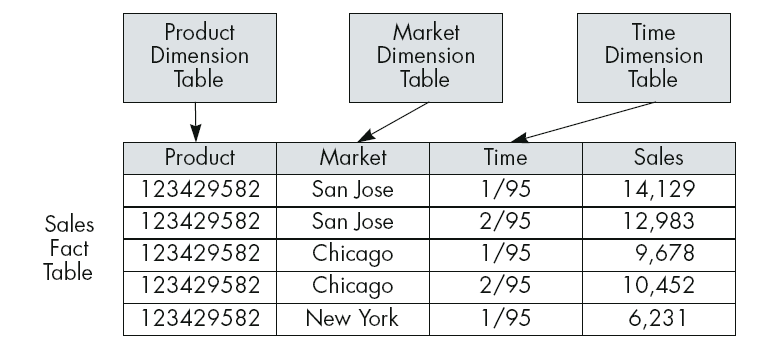 Product
Dimension
Table
Market
Dimension
Table
Time
Dimension
Table
Sales
Fact
Table
Product Market Time Sales
123429582 San Jose 1/95 14,129
123429582 San Jose 2/95 12,983
123429582 Chicago 1/95 9,678
123429582 Chicago 2/95 10,452
123429582 New York 1/95 6,231